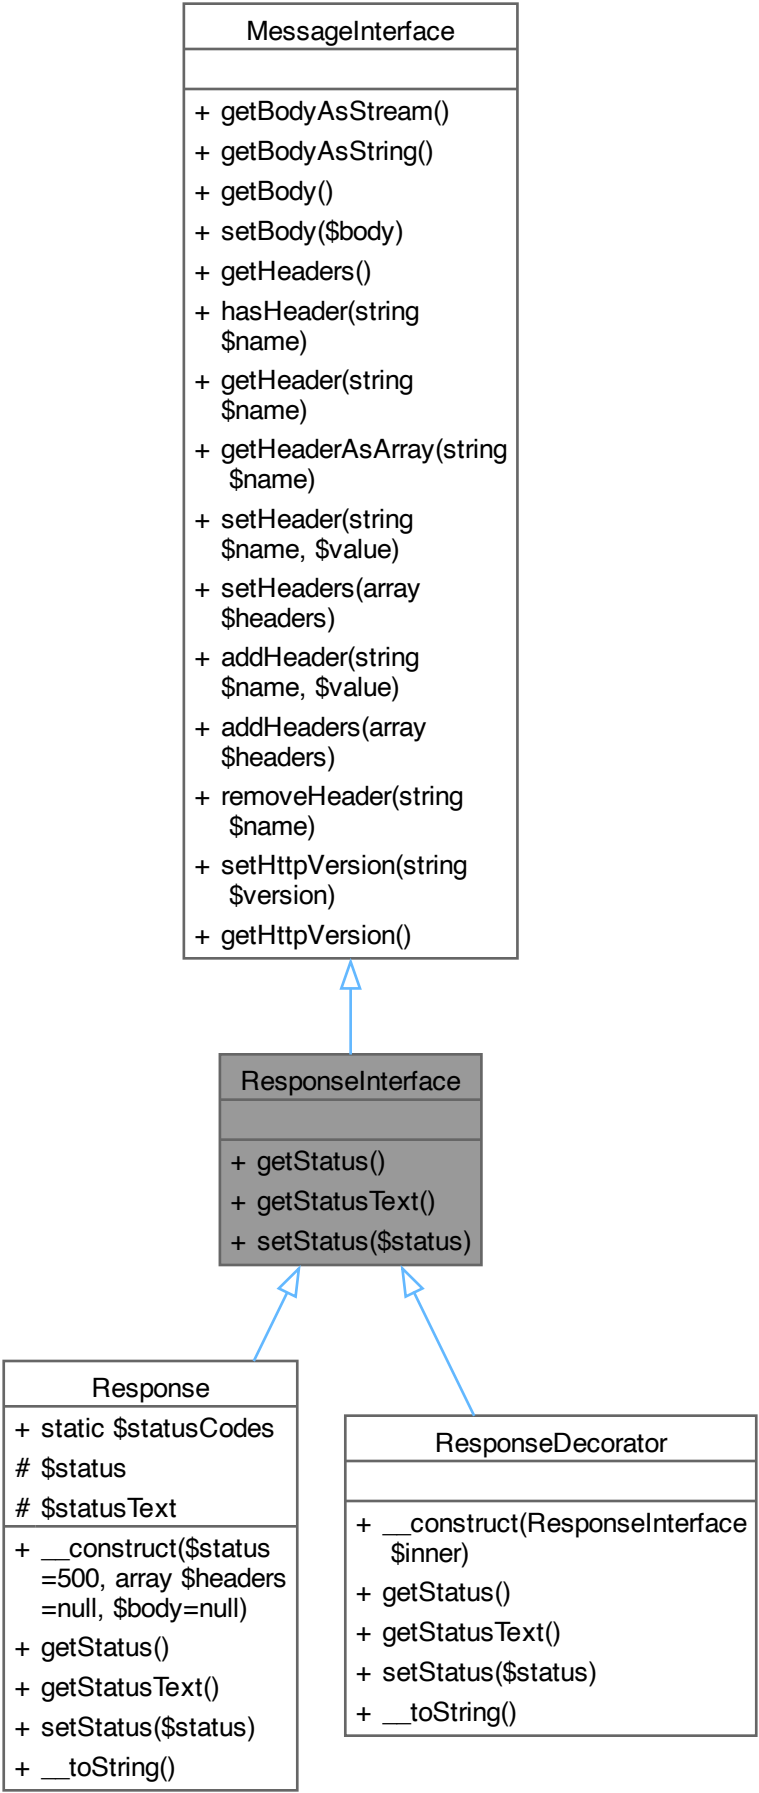 MessageInterface
+ getBodyAsStream()
+ getBodyAsString()
+ getBody()
+ setBody($body)
+ getHeaders()
+ hasHeader(string
$name)
+ getHeader(string
$name)
+ getHeaderAsArray(string
$name)
+ setHeader(string
$name, $value)
+ setHeaders(array
$headers)
+ addHeader(string
$name, $value)
+ addHeaders(array
$headers)
+ removeHeader(string
$name)
+ setHttpVersion(string
$version)
+ getHttpVersion()
ResponseInterface
+ getStatus()
+ getStatusText()
+ setStatus($status)
Response
+ static $statusCodes
# $status
# $statusText
+ __construct($status
=500, array $headers
=null, $body=null)
+ getStatus()
+ getStatusText()
+ setStatus($status)
+ __toString()
ResponseDecorator
+ __construct(ResponseInterface
$inner)
+ getStatus()
+ getStatusText()
+ setStatus($status)
+ __toString()